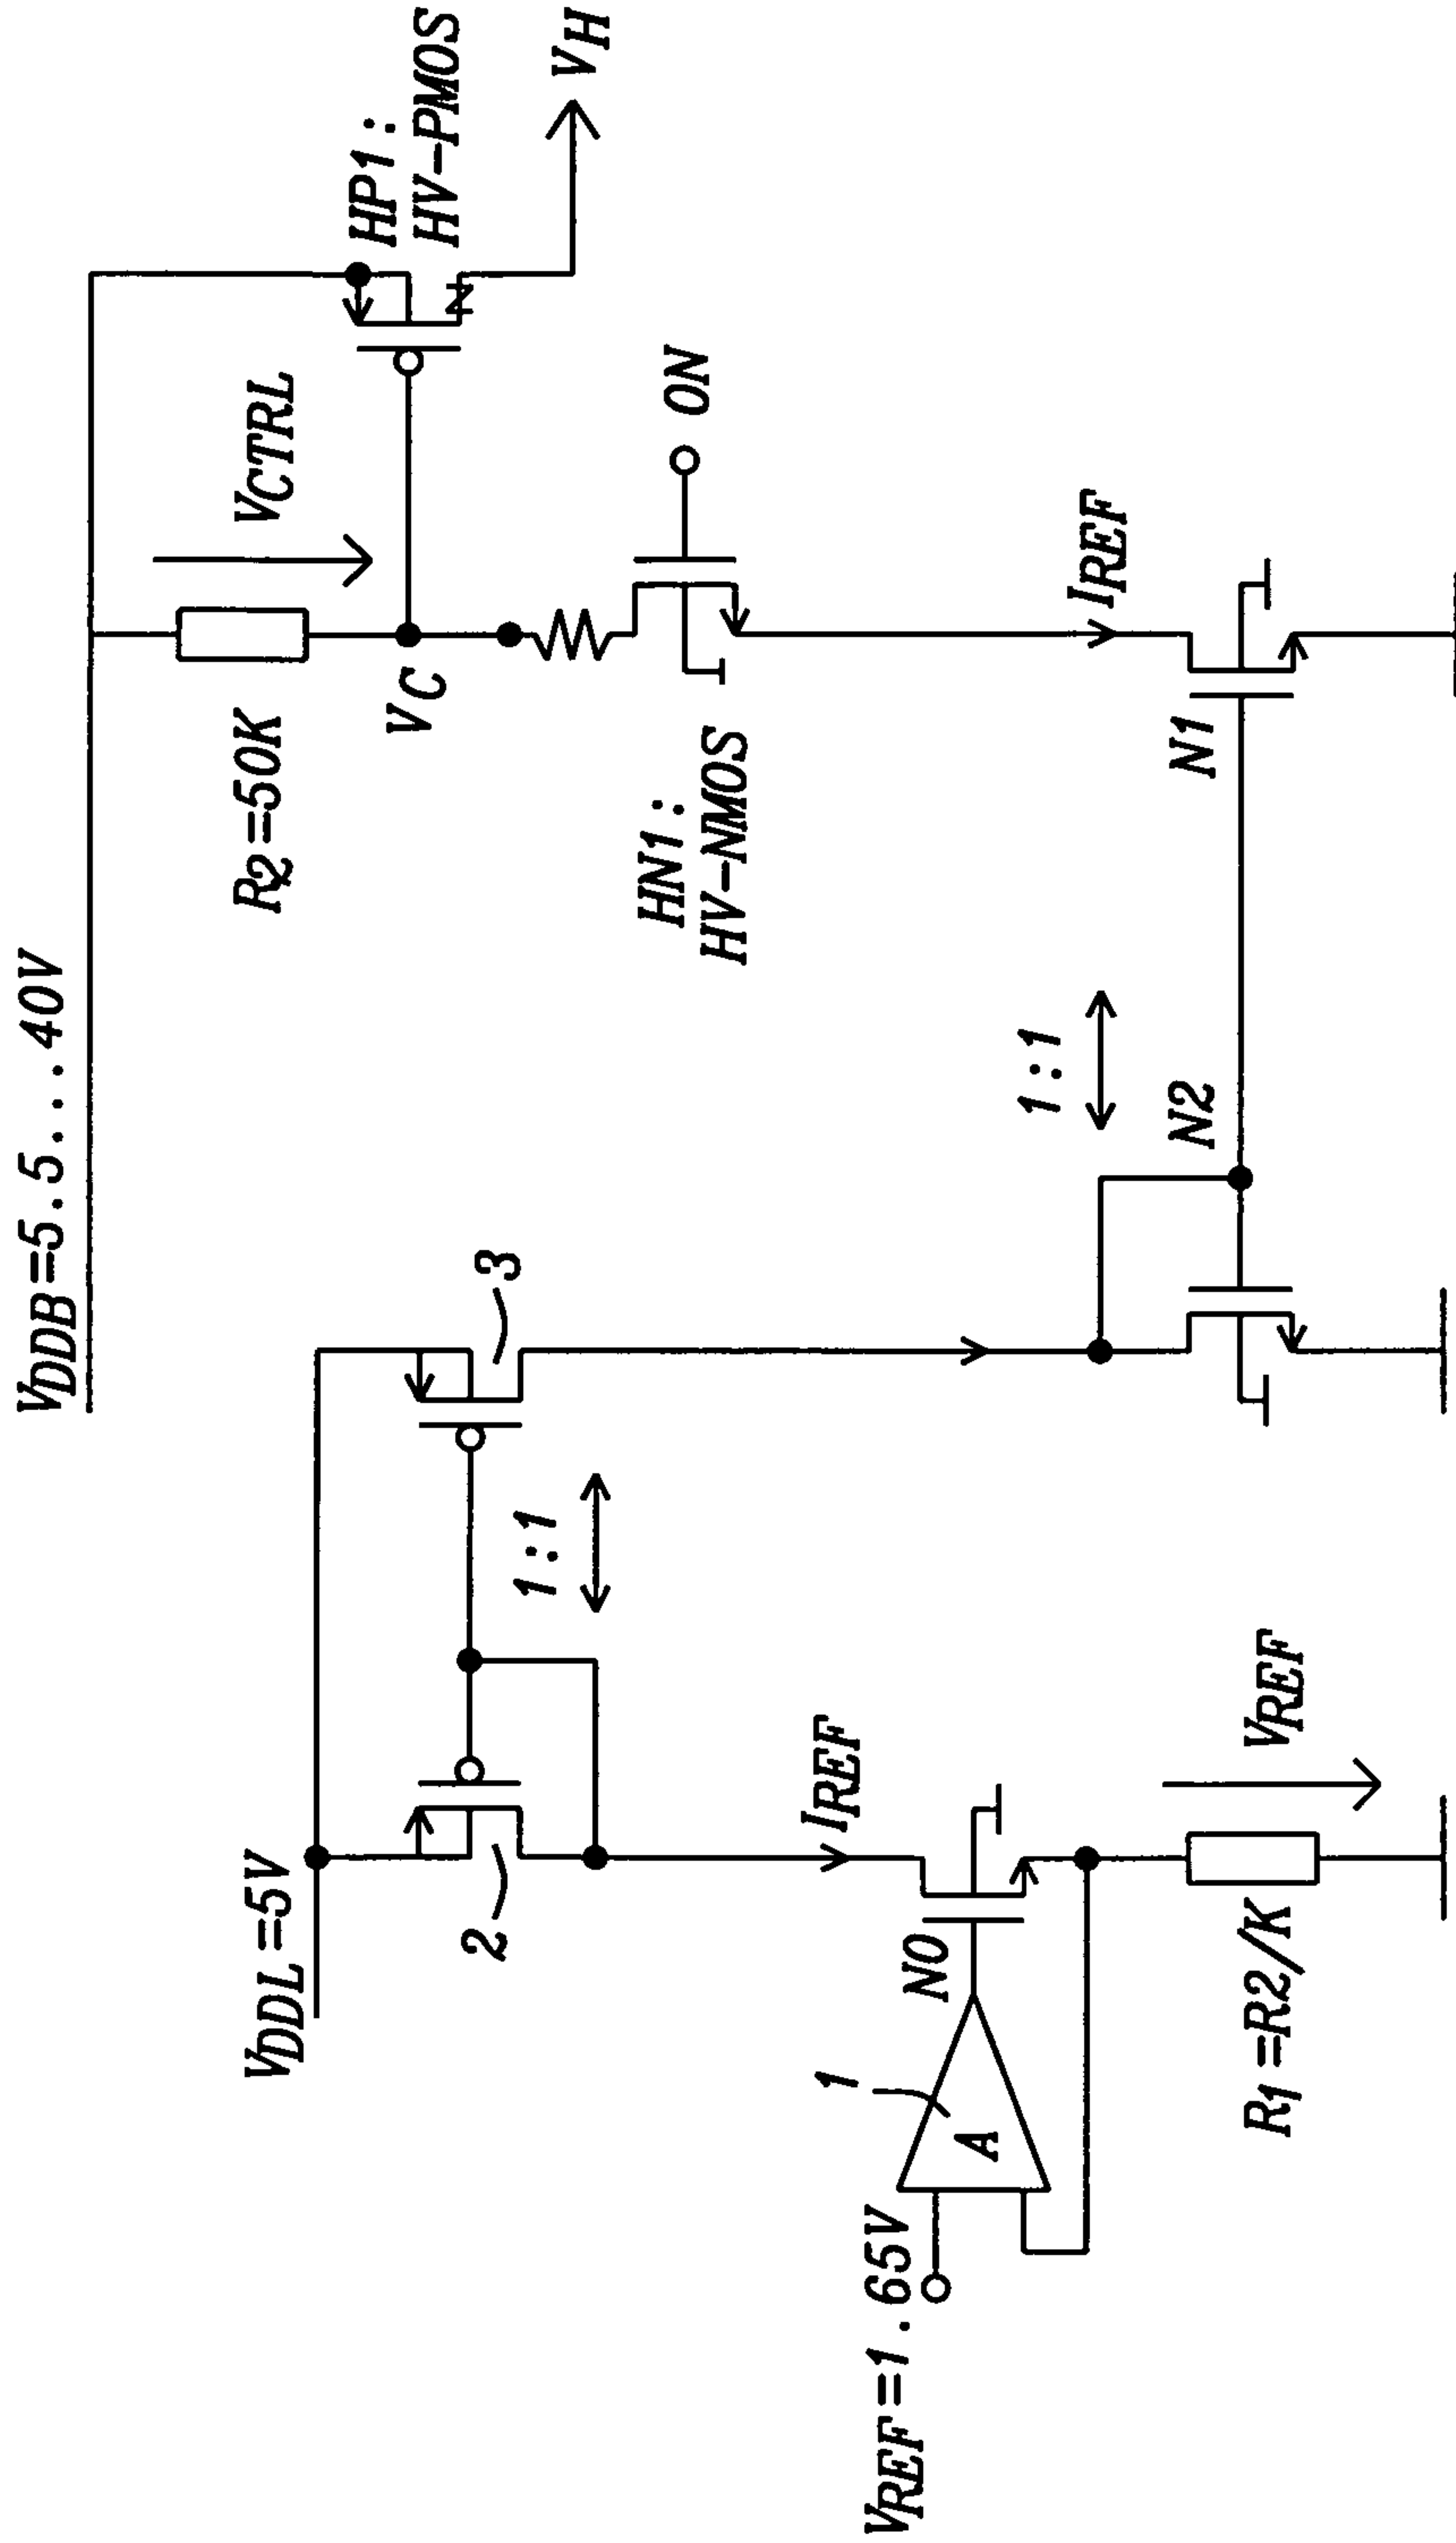 VDDB=5.5...40V
VDDL=5V
R2=50K
VCTRL
HP1:
HV-PMOS
VH
VC
ON
HN1:
HV-NMOS
2
3
1:1
IREF
IREF
1:1
VREF=1.65V
1
A
N0
N2
N1
R1=R2/K
VREF